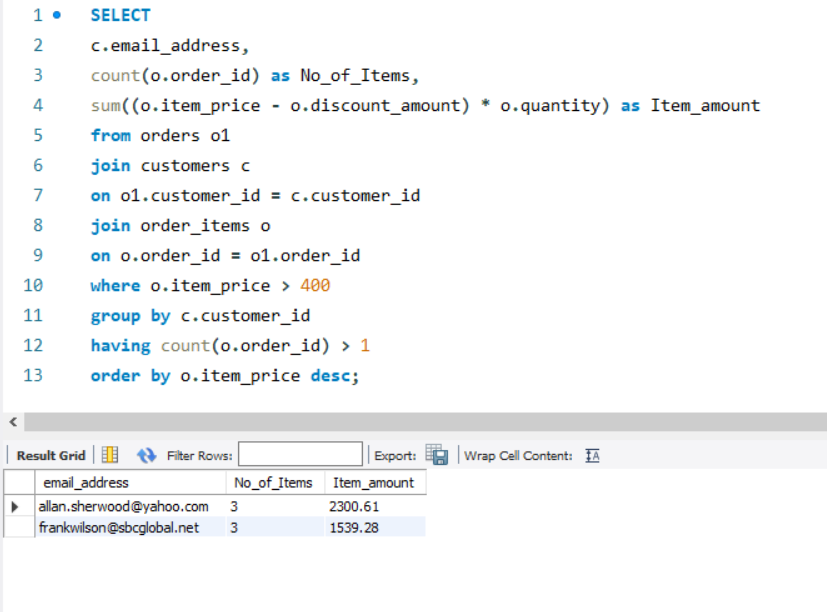 1 SELECT
2 c.email_address,
3 count(o.order_id) as No_of_Items,
4 sum((o.item_price - o.discount_amount) * o.quantity) as Item_amount
5 from orders o1
6 join customers c
7 on o1.customer_id = c.customer_id
8 join order_items o
9 on o.order_id = o1.order_id
10 where o.item_price > 400
11 group by c.customer_id
12 having count(o.order_id) > 1
13 order by o.item_price desc;
Result Grid Filter Rows: Export: Wrap Cell Content: IA
email_address No_of_Items Item_amount
allan.sherwood@yahoo.com 3 2300.61
frankwilson@sbcglobal.net 3 1539.28